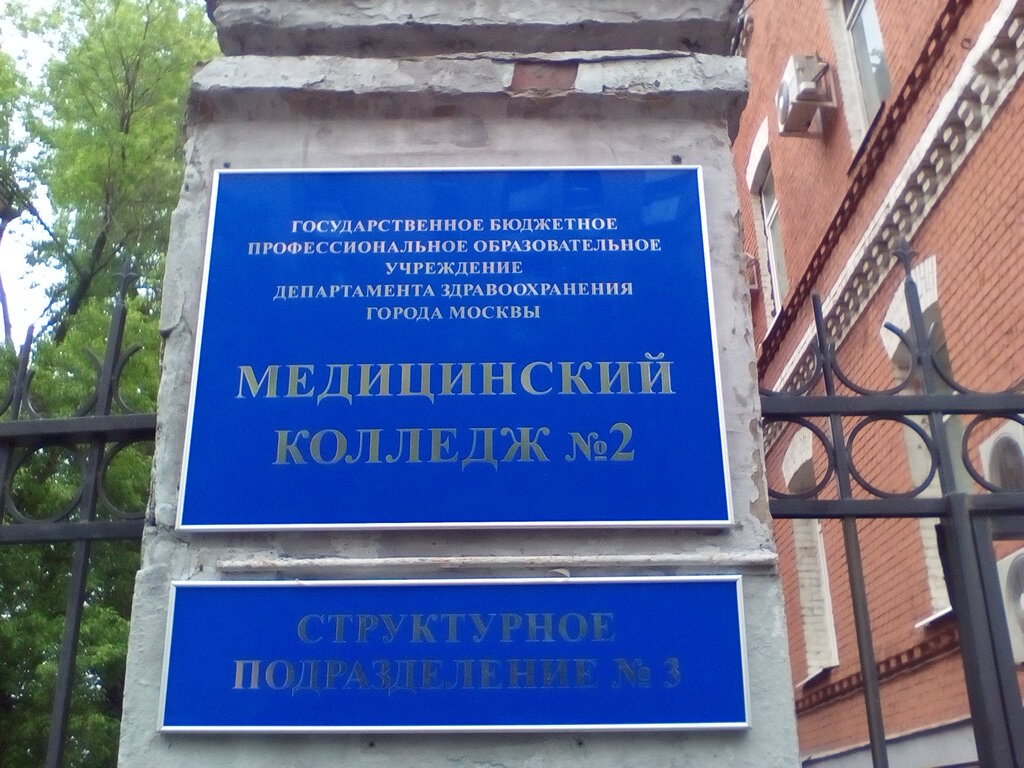 ГОСУДАРСТВЕННОЕ БЮДЖЕТНОЕ
ПРОФЕССИОНАЛЬНОЕ ОБРАЗОВАТЕЛЬНОЕ
УЧРЕЖДЕНИЕ
ДЕПАРТАМЕНТА ЗДРАВООХРАНЕНИЯ
ГОРОДА МОСКВЫ
МЕДИЦИНСКИЙ
КОЛЛЕДЖ №2
СТРУКТУРНОЕ
ПОДРАЗДЕЛЕНИЕ № 3